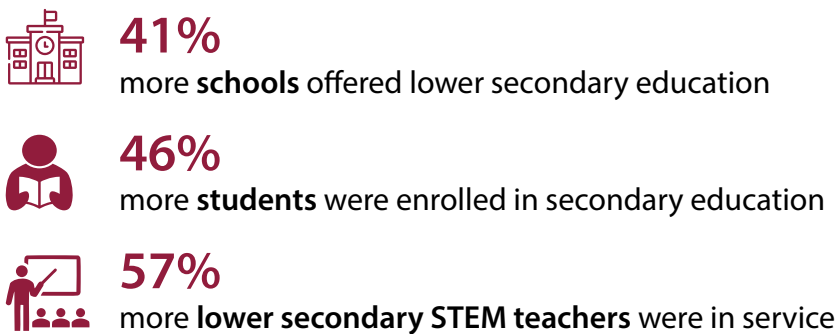 41%
more schools offered lower secondary education
46%
more students were enrolled in secondary education
57%
more lower secondary STEM teachers were in service